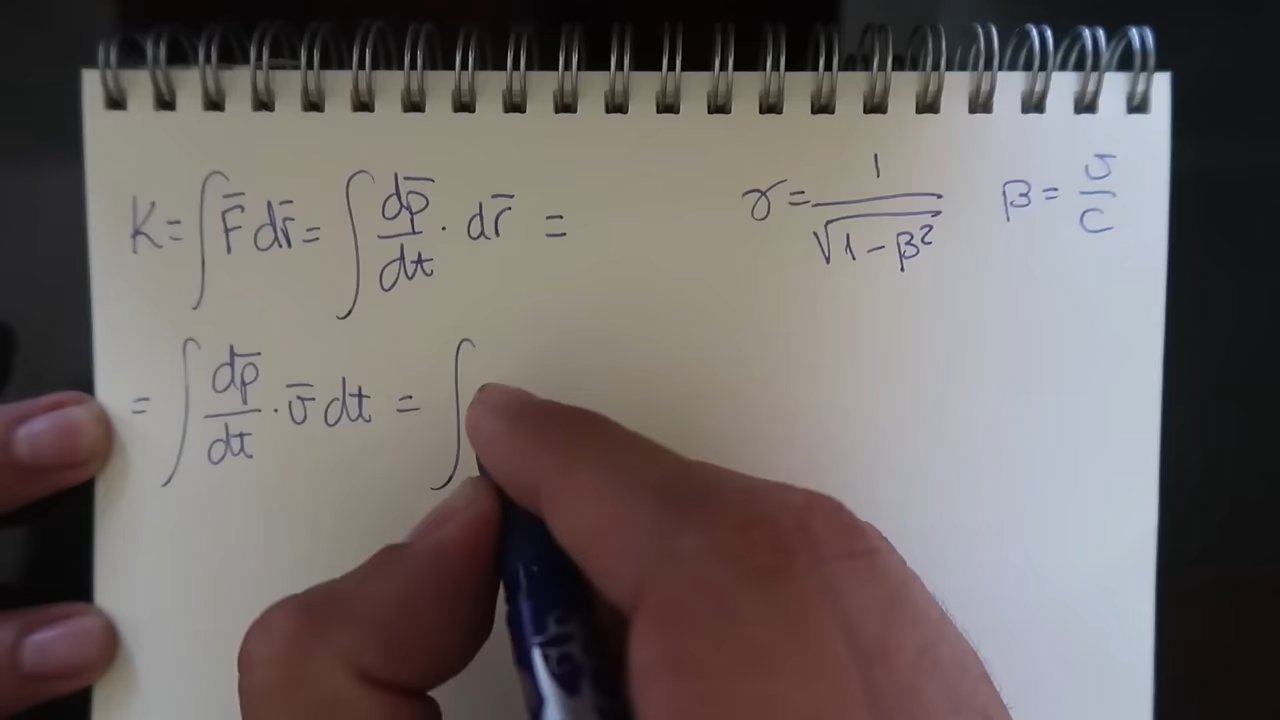 K = ∫ F̄ dr̄ = ∫ dp̄/dt · dr̄ =
γ = 1/√(1 − β²) β = υ/c
= ∫ dp̄/dt · ῡ dt = ∫